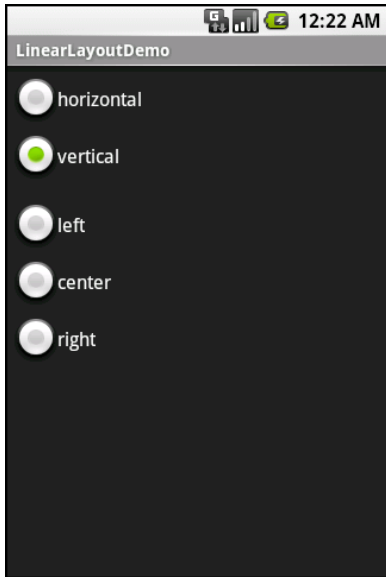 G
12:22 AM
LinearLayoutDemo
horizontal
vertical
left
center
right